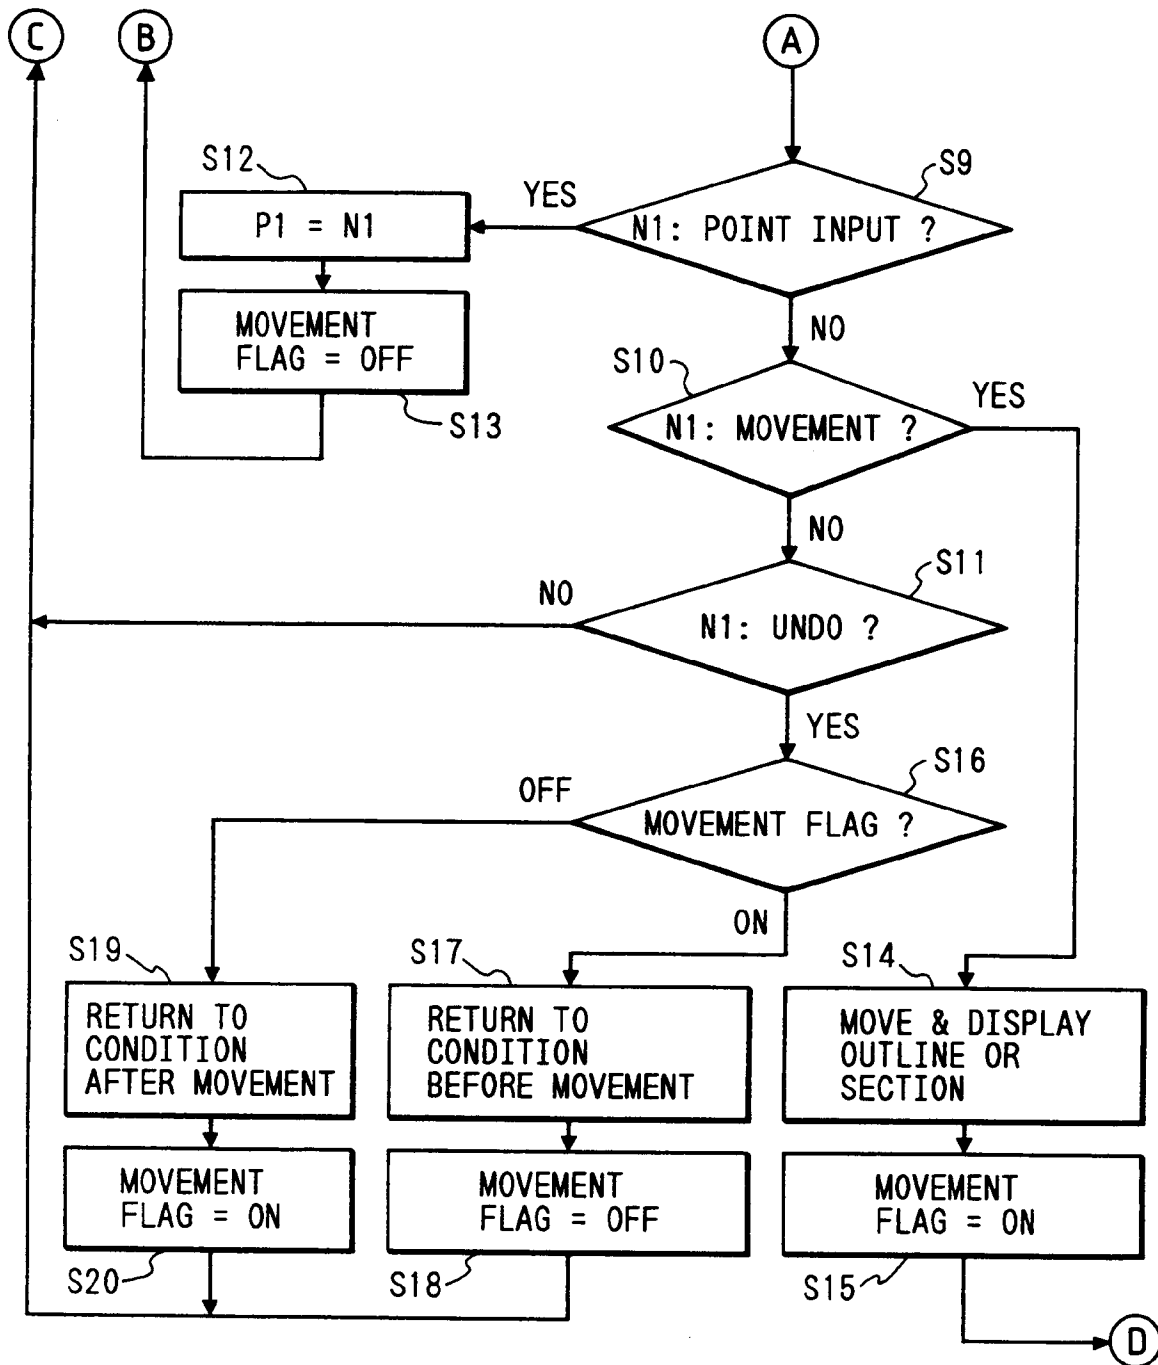 C
B
A
S12
S9
YES
P1 = N1
N1: POINT INPUT ?
MOVEMENT
FLAG = OFF
S13
NO
S10
YES
N1: MOVEMENT ?
NO
S11
NO
N1: UNDO ?
YES
S16
OFF
MOVEMENT FLAG ?
ON
S19
S17
S14
RETURN TO
CONDITION
AFTER MOVEMENT
RETURN TO
CONDITION
BEFORE MOVEMENT
MOVE & DISPLAY
OUTLINE OR
SECTION
MOVEMENT
FLAG = ON
MOVEMENT
FLAG = OFF
MOVEMENT
FLAG = ON
S20
S18
S15
D